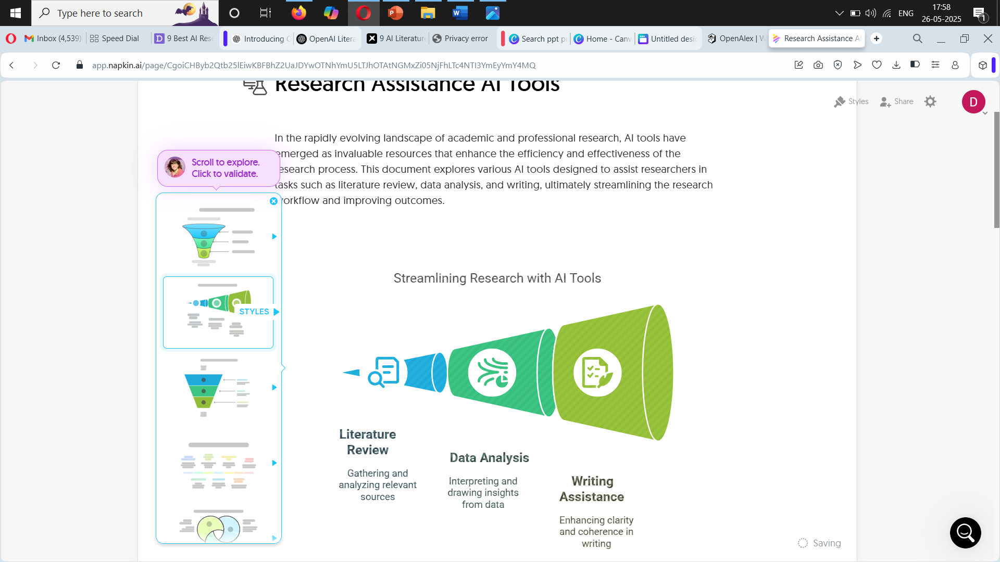 Type here to search
ENG
17:58
26-05-2025
1
Inbox (4,539)
Speed Dial
9 Best AI Rese
Introducing C
OpenAI Litera
9 AI Literature
Privacy error
Search ppt p
Home - Canv
Untitled desig
OpenAlex | W
Research Assistance AI
app.napkin.ai/page/CgoiCHByb2Qtb25lEiwKBFBhZ2UaJDYwOTNhYmU5LTJhOTAtNGMxZi05NjFhLTc4NTI3YmEyYmY4MQ
Research Assistance AI Tools
Styles
Share
D
In the rapidly evolving landscape of academic and professional research, AI tools have
emerged as invaluable resources that enhance the efficiency and effectiveness of the
research process. This document explores various AI tools designed to assist researchers in
tasks such as literature review, data analysis, and writing, ultimately streamlining the research
workflow and improving outcomes.
Scroll to explore.
Click to validate.
STYLES
Streamlining Research with AI Tools
Literature
Review
Gathering and
analyzing relevant
sources
Data Analysis
Interpreting and
drawing insights
from data
Writing
Assistance
Enhancing clarity
and coherence in
writing
Saving